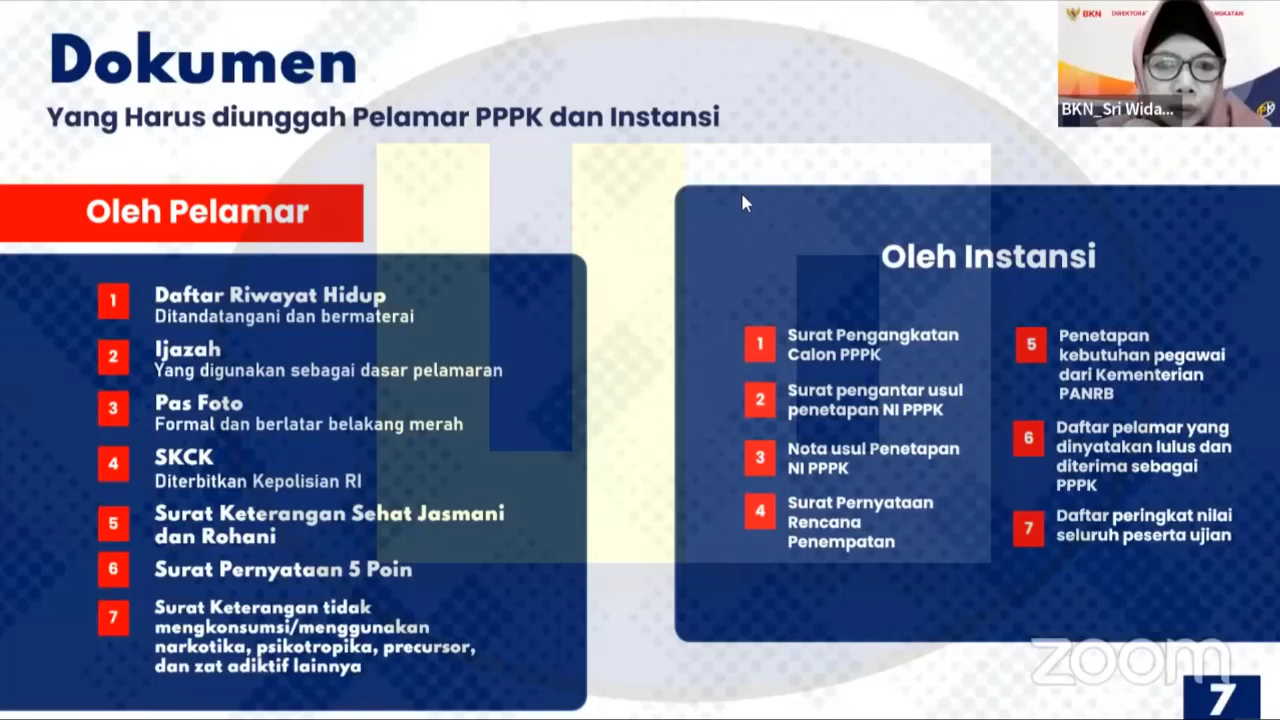 Dokumen
Yang Harus diunggah Pelamar PPPK dan Instansi
BKN
BKN_Sri Wida...
Oleh Pelamar
1
Daftar Riwayat Hidup
Ditandatangani dan bermaterai
2
Ijazah
Yang digunakan sebagai dasar pelamaran
3
Pas Foto
Formal dan berlatar belakang merah
4
SKCK
Diterbitkan Kepolisian RI
5
Surat Keterangan Sehat Jasmani
dan Rohani
6
Surat Pernyataan 5 Poin
7
Surat Keterangan tidak
mengkonsumsi/menggunakan
narkotika, psikotropika, precursor,
dan zat adiktif lainnya
Oleh Instansi
1
Surat Pengangkatan
Calon PPPK
2
Surat pengantar usul
penetapan NI PPPK
3
Nota usul Penetapan
NI PPPK
4
Surat Pernyataan
Rencana
Penempatan
5
Penetapan
kebutuhan pegawai
dari Kementerian
PANRB
6
Daftar pelamar yang
dinyatakan lulus dan
diterima sebagai
PPPK
7
Daftar peringkat nilai
seluruh peserta ujian
zoom
7